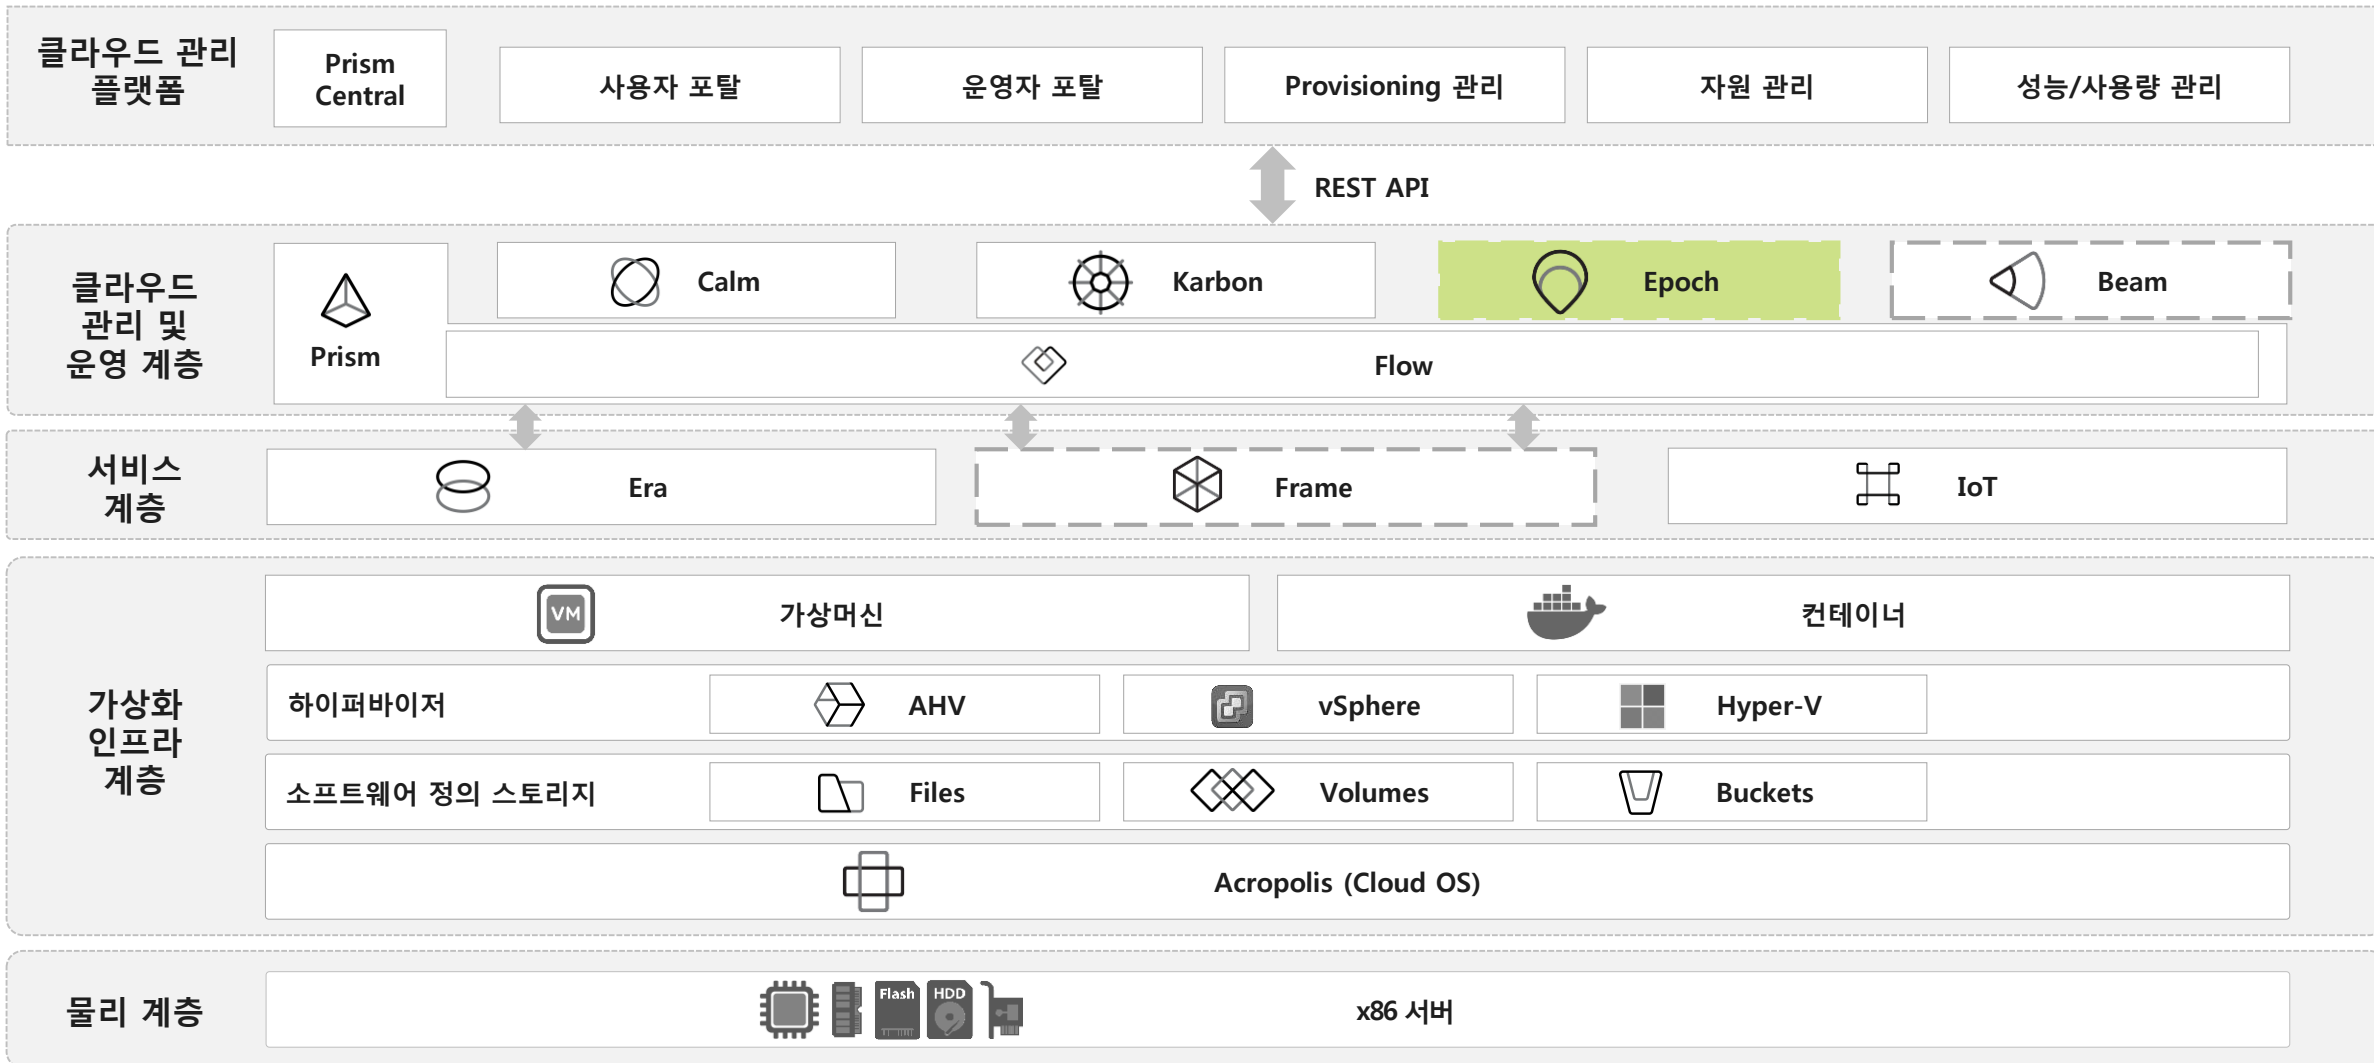 클라우드 관리
플랫폼
Prism
Central
사용자 포탈
운영자 포탈
Provisioning 관리
자원 관리
성능/사용량 관리
REST API
클라우드
관리 및
운영 계층
Prism
Calm
Karbon
Epoch
Beam
Flow
서비스
계층
Era
Frame
IoT
가상화
인프라
계층
VM
가상머신
컨테이너
하이퍼바이저
AHV
vSphere
Hyper-V
소프트웨어 정의 스토리지
Files
Volumes
Buckets
Acropolis (Cloud OS)
물리 계층
Flash
HDD
x86 서버